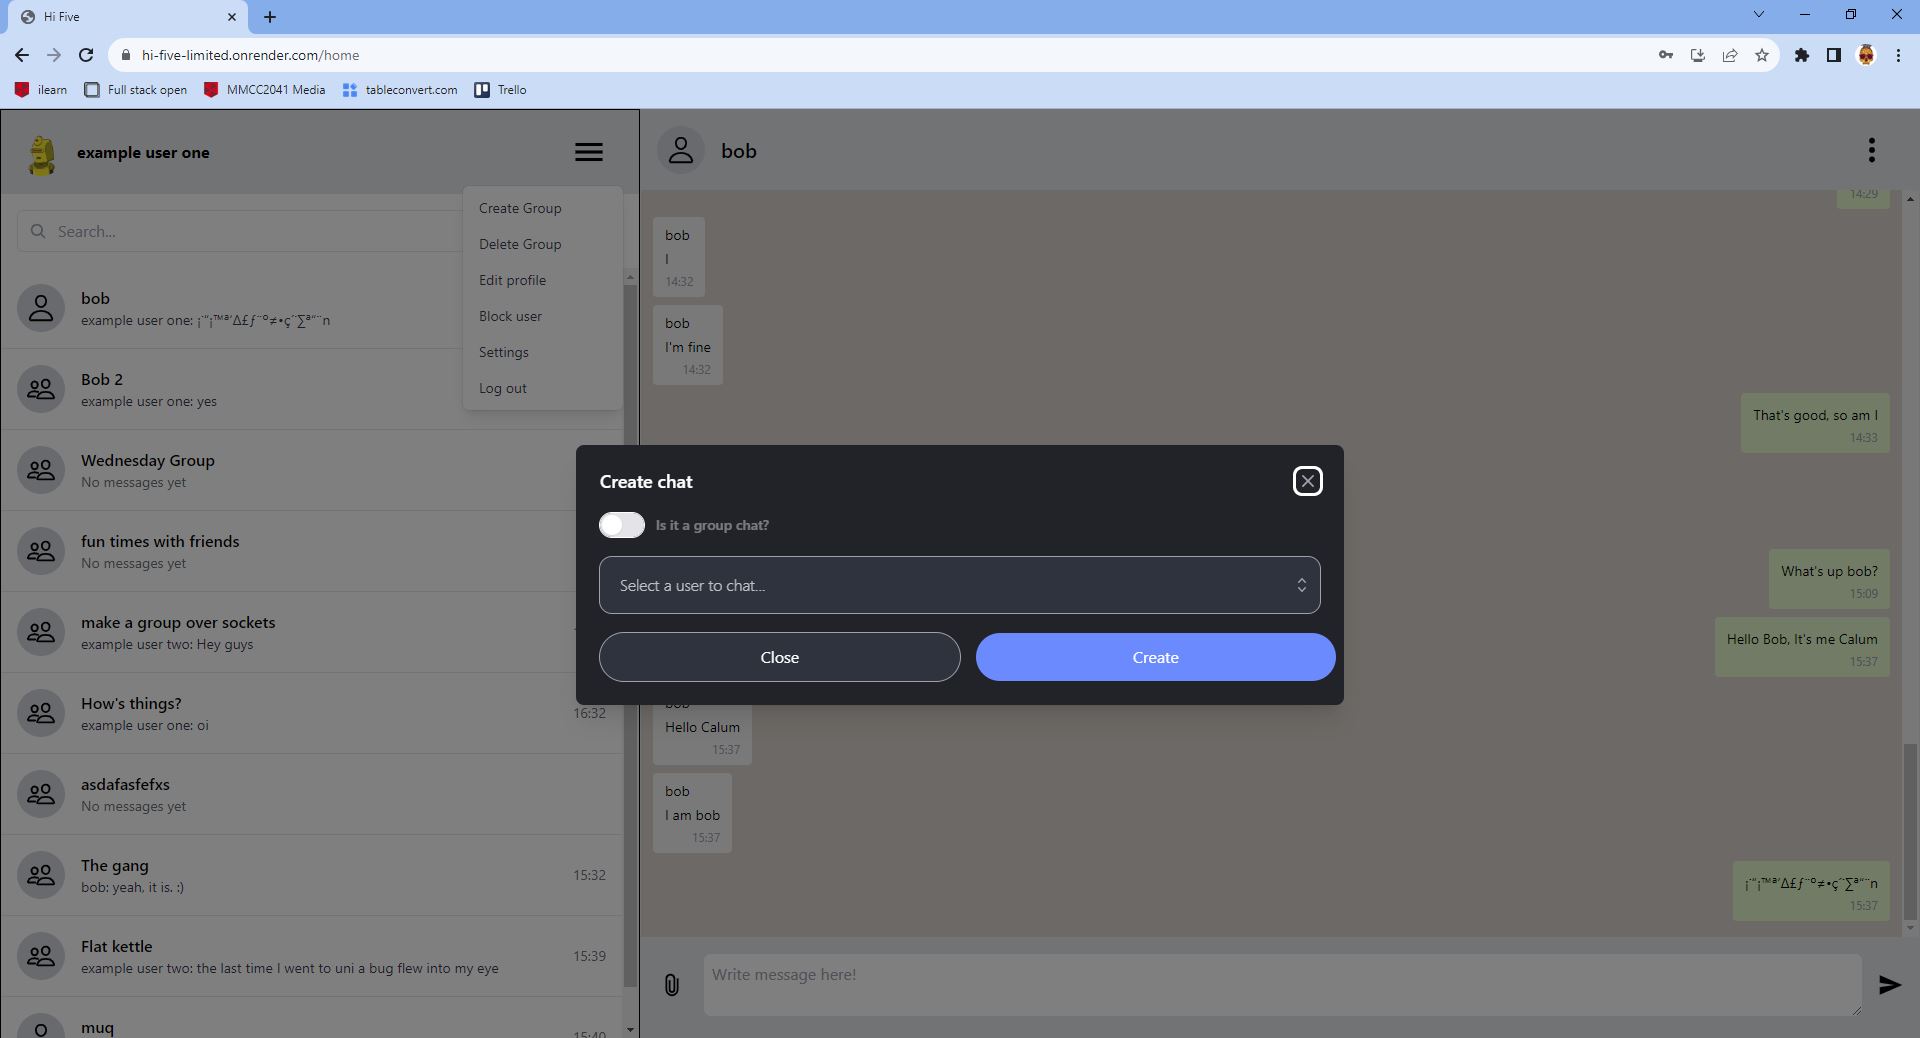 Hi Five
hi-five-limited.onrender.com/home
ilearn
Full stack open
MMCC2041 Media
tableconvert.com
Trello
example user one
Create Group
Delete Group
Edit profile
Block user
Settings
Log out
Search...
bob
example user one: ¡¨“¡™ª‘∆£ƒ¨º≠•ç´¨∑ª“¨n
Bob 2
example user one: yes
Wednesday Group
No messages yet
fun times with friends
No messages yet
make a group over sockets
example user two: Hey guys
How's things?
example user one: oi
16:32
asdafasfefxs
No messages yet
The gang
bob: yeah, it is. :)
15:32
Flat kettle
example user two: the last time I went to uni a bug flew into my eye
15:39
muq
15:40
bob
14:29
bob
I
14:32
bob
I'm fine
14:32
That's good, so am I
14:33
What's up bob?
15:09
Hello Bob, It's me Calum
15:37
bob
Hello Calum
15:37
bob
I am bob
15:37
¡¨“¡™ª‘∆£ƒ¨º≠•ç´¨∑ª“¨n
15:37
Write message here!
Create chat
Is it a group chat?
Select a user to chat...
Close
Create